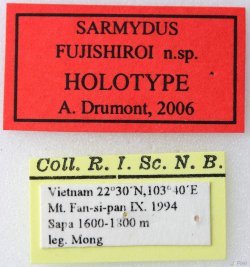 SARMYDUS
FUJISHIROI n.sp.
HOLOTYPE
A. Drumont, 2006
Coll. R. I. Sc. N. B.
Vietnam 22°30´N,103°40´E
Mt. Fan-si-pan IX. 1994
Sapa 1600-1800 m
leg. Mong